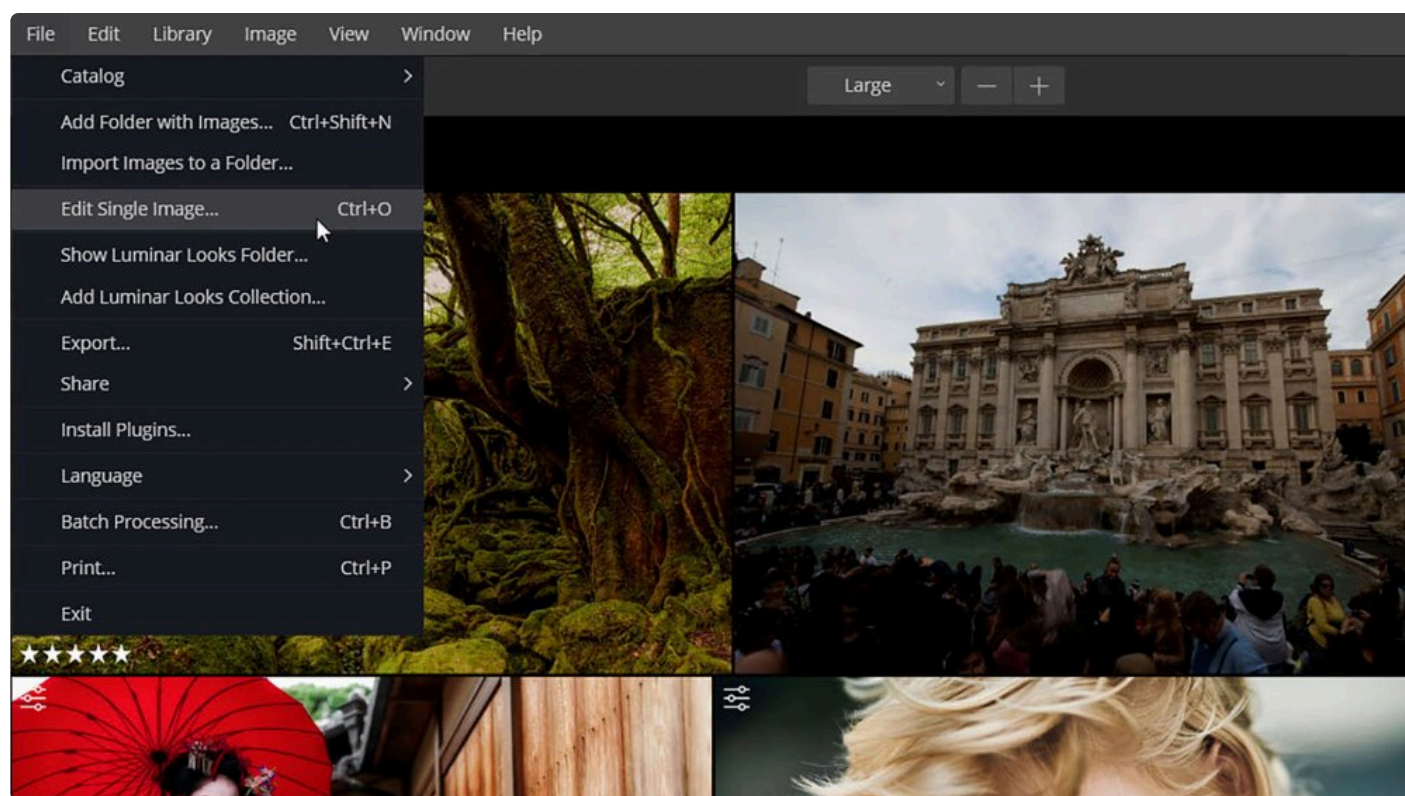 File Edit Library Image View Window Help
Catalog
Large
Add Folder with Images... Ctrl+Shift+N
Import Images to a Folder...
Edit Single Image... Ctrl+O
Show Luminar Looks Folder...
Add Luminar Looks Collection...
Export... Shift+Ctrl+E
Share
Install Plugins...
Language
Batch Processing... Ctrl+B
Print... Ctrl+P
Exit